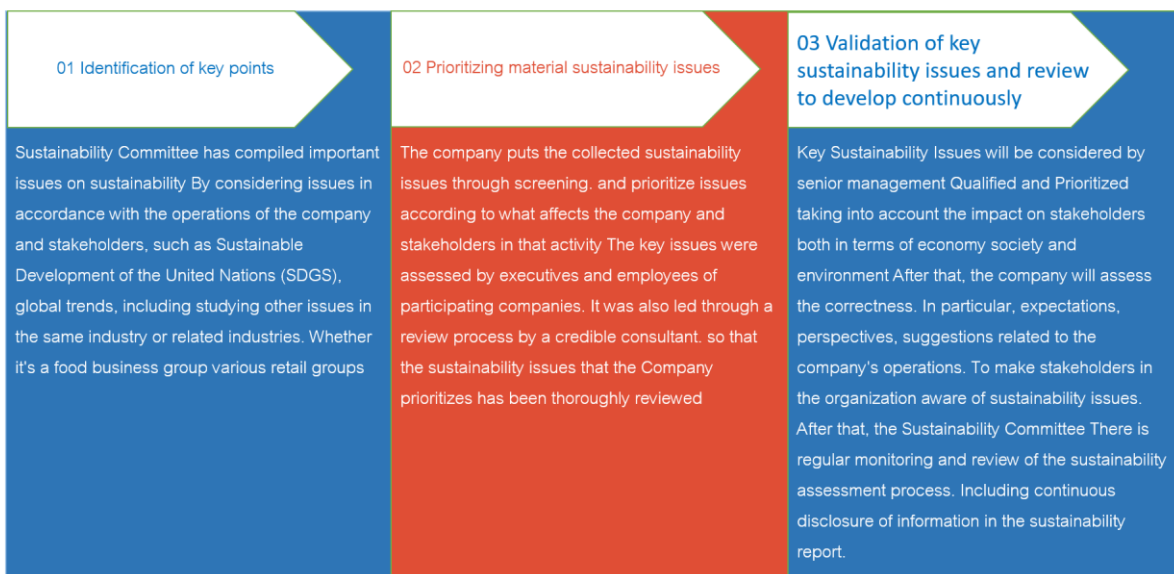 01 Identification of key points
Sustainability Committee has compiled important
issues on sustainability By considering issues in
accordance with the operations of the company
and stakeholders, such as Sustainable
Development of the United Nations (SDGS),
global trends, including studying other issues in
the same industry or related industries. Whether
it's a food business group various retail groups
02 Prioritizing material sustainability issues
The company puts the collected sustainability
issues through screening. and prioritize issues
according to what affects the company and
stakeholders in that activity The key issues were
assessed by executives and employees of
participating companies. It was also led through a
review process by a credible consultant. so that
the sustainability issues that the Company
prioritizes has been thoroughly reviewed
03 Validation of key
sustainability issues and review
to develop continuously
Key Sustainability Issues will be considered by
senior management Qualified and Prioritized
taking into account the impact on stakeholders
both in terms of economy society and
environment After that, the company will assess
the correctness. In particular, expectations,
perspectives, suggestions related to the
company's operations. To make stakeholders in
the organization aware of sustainability issues.
After that, the Sustainability Committee There is
regular monitoring and review of the sustainability
assessment process. Including continuous
disclosure of information in the sustainability
report.